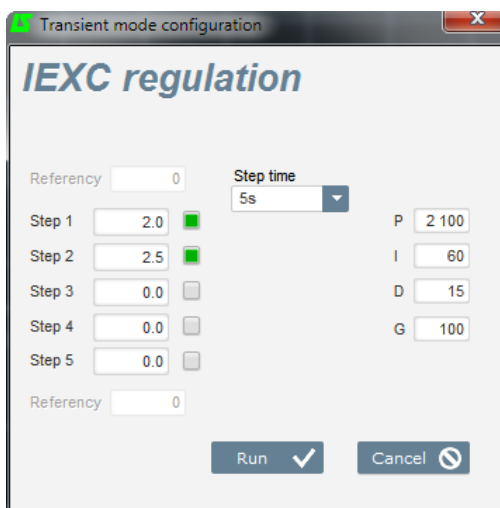 Transient mode configuration
IEXC regulation
Referency 0
Step time
5s
Step 1 2.0
P 2 100
Step 2 2.5
I 60
Step 3 0.0
D 15
Step 4 0.0
G 100
Step 5 0.0
Referency 0
Run
Cancel